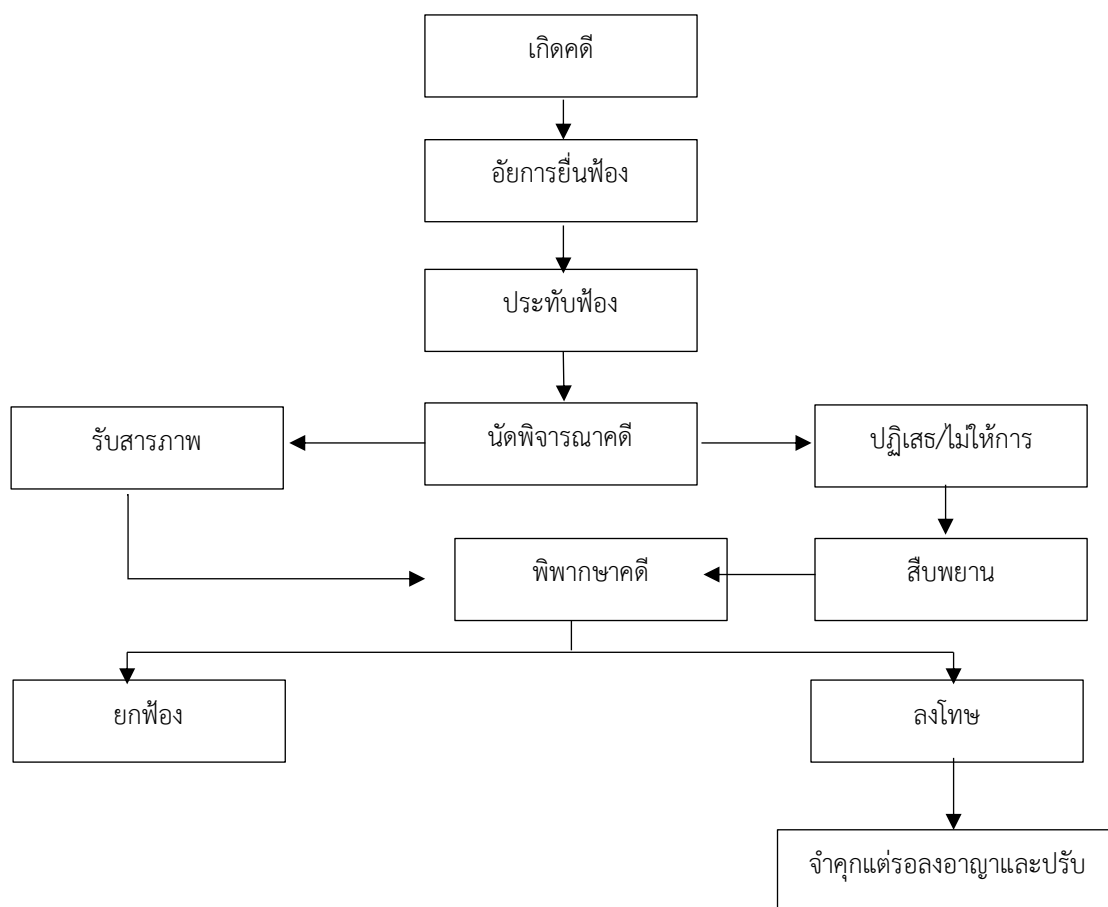 เกิดคดี
อัยการยื่นฟ้อง
ประทับฟ้อง
รับสารภาพ
นัดพิจารณาคดี
ปฏิเสธ/ไม่ให้การ
พิพากษาคดี
สืบพยาน
ยกฟ้อง
ลงโทษ
จำคุกแต่รอลงอาญาและปรับ